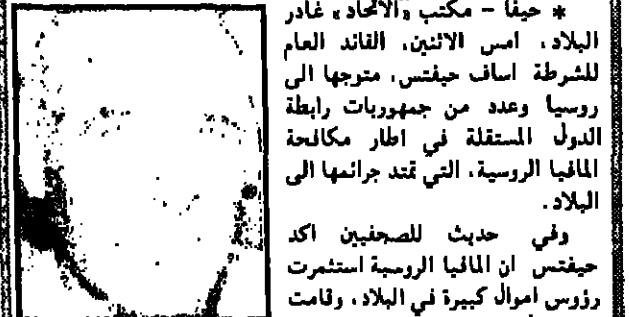 * حيفا – مكتب «الاتحاد» غادر
البلاد، امس الاثنين، القائد العام
للشرطة اساف حيفتس، متوجها الى
روسيا وعدد من جمهوريات رابطة
الدول المستقلة في اطار مكافحة
المافيا الروسية، التي تمتد جرائمها الى
البلاد.
وفي حديث للصحفيين اكد
حيفتس ان المافيا الروسية استثمرت
رؤوس اموال كبيرة في البلاد، وقامت